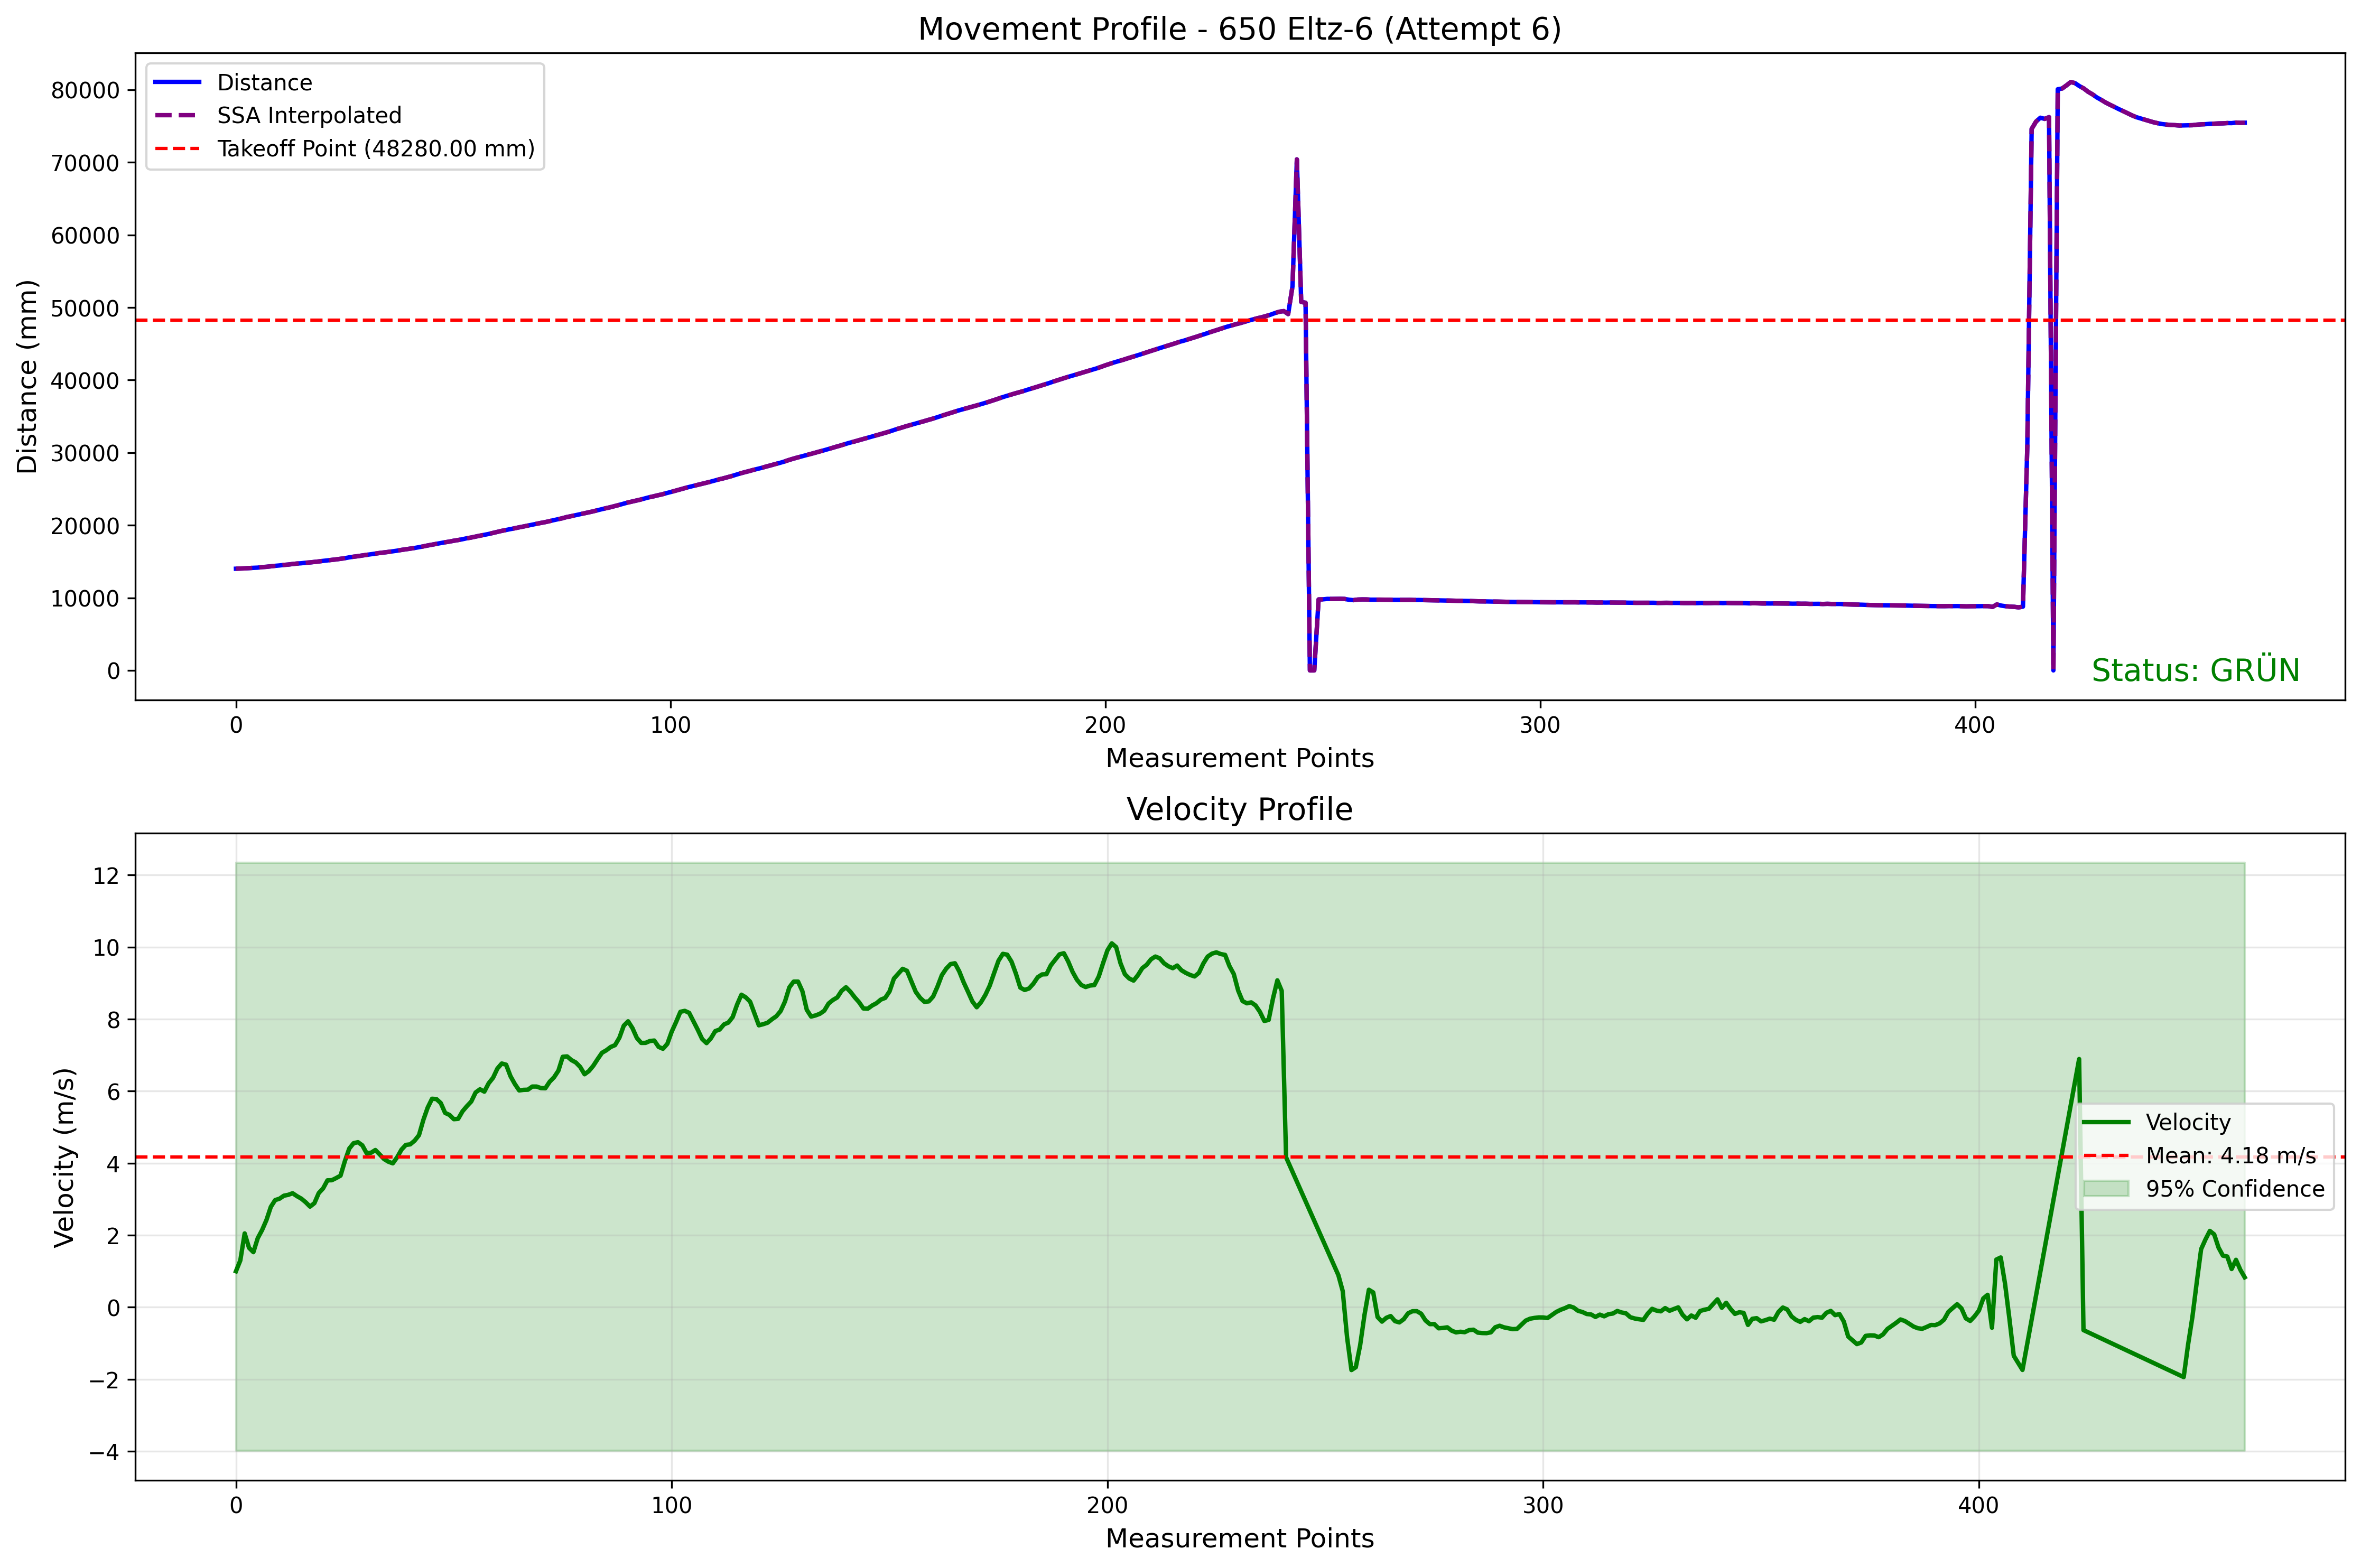 Movement Profile - 650 Eltz-6 (Attempt 6)
Distance
SSA Interpolated
Takeoff Point (48280.00 mm)
Distance (mm)
80000
70000
60000
50000
40000
30000
20000
10000
0
Status: GRÜN
0 100 200 300 400
Measurement Points
Velocity Profile
Velocity (m/s)
12
10
8
6
4
2
0
−2
−4
Velocity
Mean: 4.18 m/s
95% Confidence
0 100 200 300 400
Measurement Points